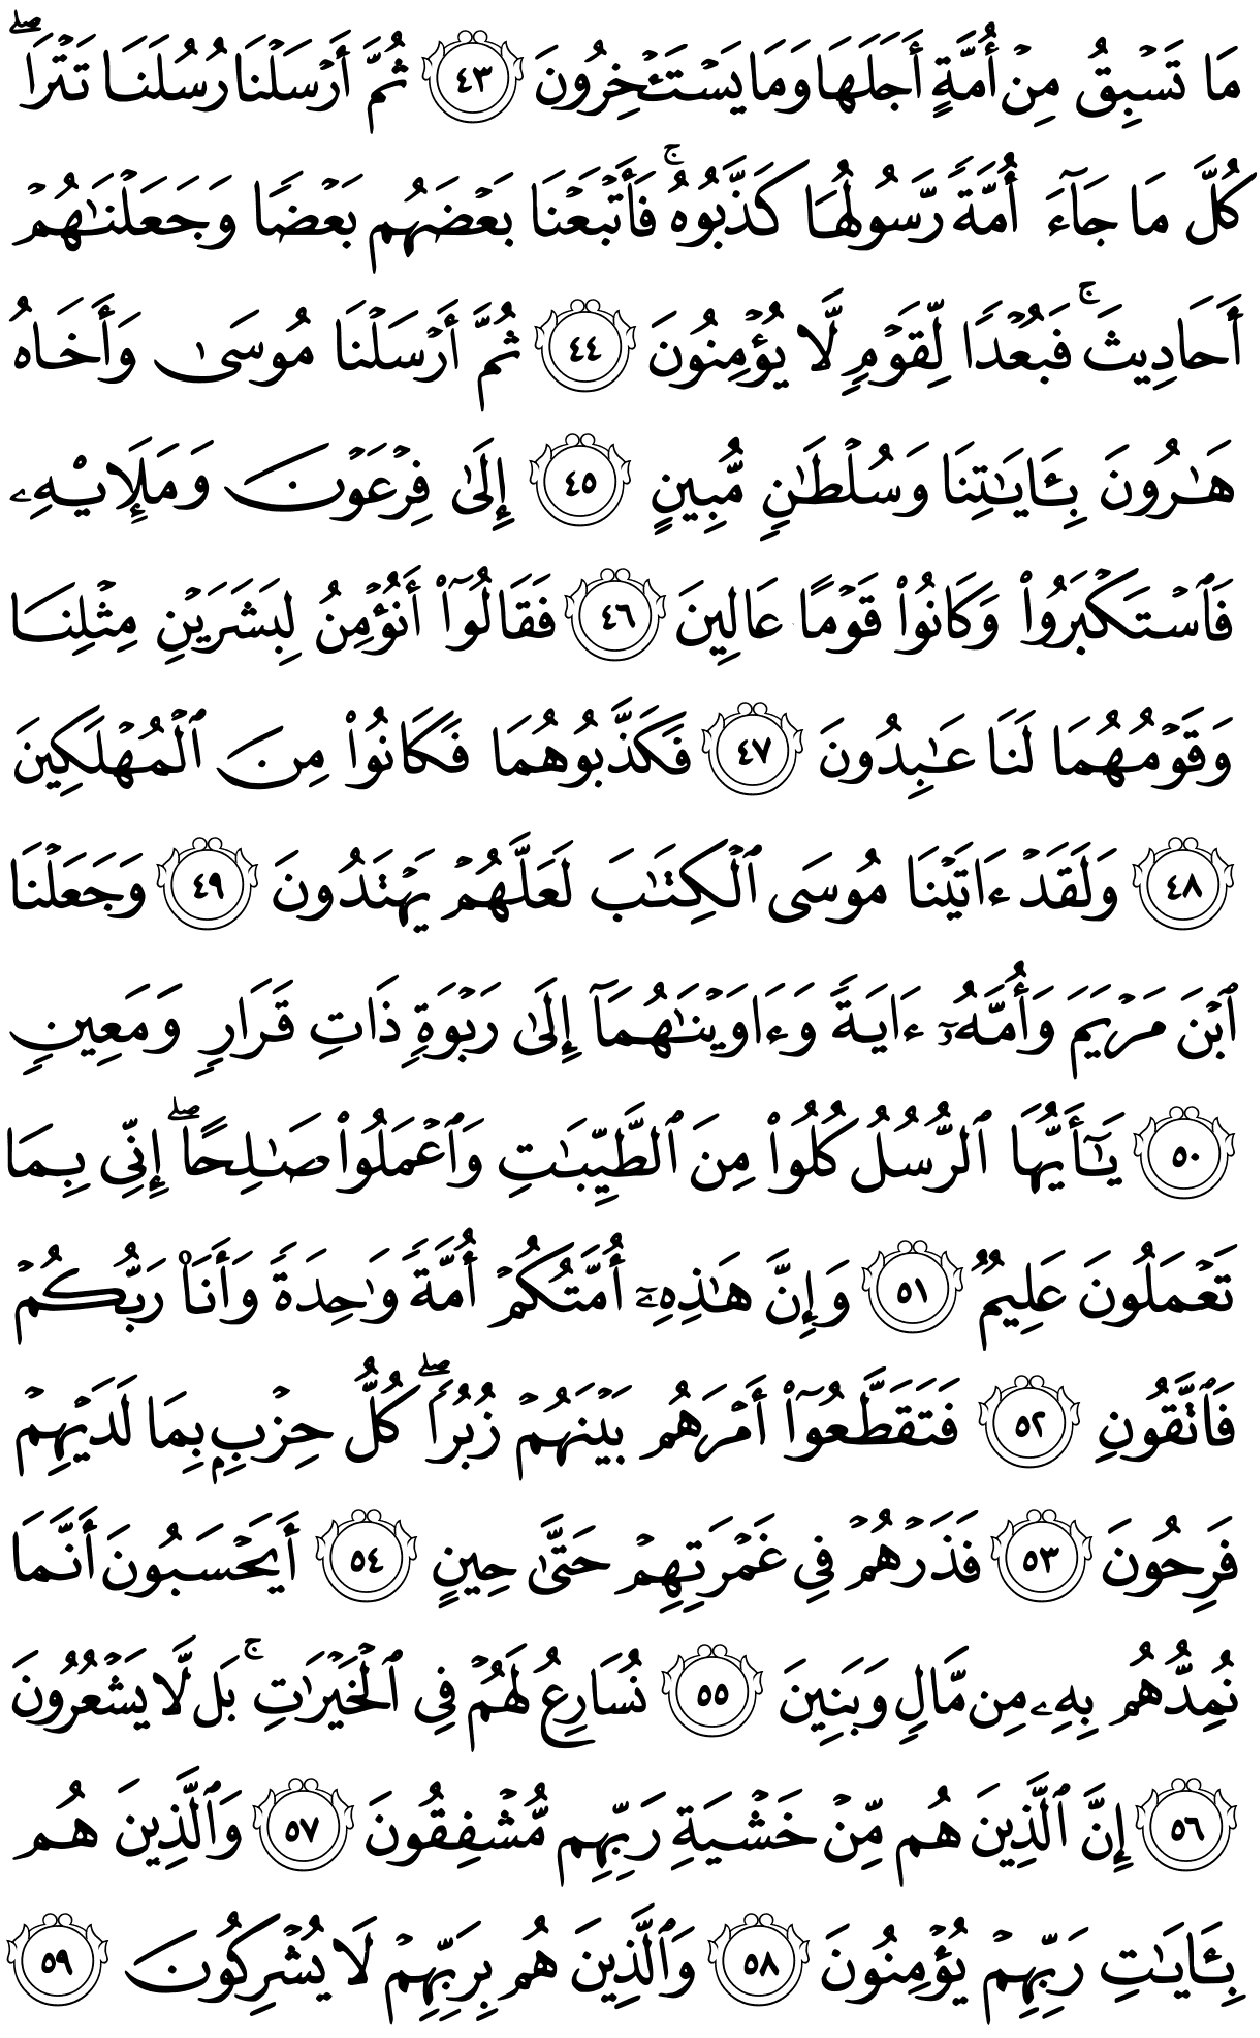 مَا تَسۡبِقُ مِنۡ أُمَّةٍ أَجَلَهَا وَمَا يَسۡتَـٔۡخِرُونَ ٤٣ ثُمَّ أَرۡسَلۡنَا رُسُلَنَا تَتۡرَاۖ
كُلَّ مَا جَآءَ أُمَّةٗ رَّسُولُهَا كَذَّبُوهُۚ فَأَتۡبَعۡنَا بَعۡضَهُم بَعۡضٗا وَجَعَلۡنَٰهُمۡ
أَحَادِيثَۚ فَبُعۡدٗا لِّقَوۡمٖ لَّا يُؤۡمِنُونَ ٤٤ ثُمَّ أَرۡسَلۡنَا مُوسَىٰ وَأَخَاهُ
هَٰرُونَ بِـَٔايَٰتِنَا وَسُلۡطَٰنٖ مُّبِينٍ ٤٥ إِلَىٰ فِرۡعَوۡنَ وَمَلَإِيْهِۦ
فَٱسۡتَكۡبَرُواْ وَكَانُواْ قَوۡمًا عَالِينَ ٤٦ فَقَالُوٓاْ أَنُؤۡمِنُ لِبَشَرَيۡنِ مِثۡلِنَا
وَقَوۡمُهُمَا لَنَا عَٰبِدُونَ ٤٧ فَكَذَّبُوهُمَا فَكَانُواْ مِنَ ٱلۡمُهۡلَكِينَ
٤٨ وَلَقَدۡ ءَاتَيۡنَا مُوسَى ٱلۡكِتَٰبَ لَعَلَّهُمۡ يَهۡتَدُونَ ٤٩ وَجَعَلۡنَا
ٱبۡنَ مَرۡيَمَ وَأُمَّهُۥٓ ءَايَةٗ وَءَاوَيۡنَٰهُمَآ إِلَىٰ رَبۡوَةٖ ذَاتِ قَرَارٖ وَمَعِينٖ
٥٠ يَٰٓأَيُّهَا ٱلرُّسُلُ كُلُواْ مِنَ ٱلطَّيِّبَٰتِ وَٱعۡمَلُواْ صَٰلِحًاۖ إِنِّي بِمَا
تَعۡمَلُونَ عَلِيمٞ ٥١ وَإِنَّ هَٰذِهِۦٓ أُمَّتُكُمۡ أُمَّةٗ وَٰحِدَةٗ وَأَنَا۠ رَبُّكُمۡ
فَٱتَّقُونِ ٥٢ فَتَقَطَّعُوٓاْ أَمۡرَهُم بَيۡنَهُمۡ زُبُرٗاۖ كُلُّ حِزۡبِۭ بِمَا لَدَيۡهِمۡ
فَرِحُونَ ٥٣ فَذَرۡهُمۡ فِي غَمۡرَتِهِمۡ حَتَّىٰ حِينٍ ٥٤ أَيَحۡسَبُونَ أَنَّمَا
نُمِدُّهُم بِهِۦ مِن مَّالٖ وَبَنِينَ ٥٥ نُسَارِعُ لَهُمۡ فِي ٱلۡخَيۡرَٰتِۚ بَل لَّا يَشۡعُرُونَ
٥٦ إِنَّ ٱلَّذِينَ هُم مِّنۡ خَشۡيَةِ رَبِّهِم مُّشۡفِقُونَ ٥٧ وَٱلَّذِينَ هُم
بِـَٔايَٰتِ رَبِّهِمۡ يُؤۡمِنُونَ ٥٨ وَٱلَّذِينَ هُم بِرَبِّهِمۡ لَا يُشۡرِكُونَ ٥٩